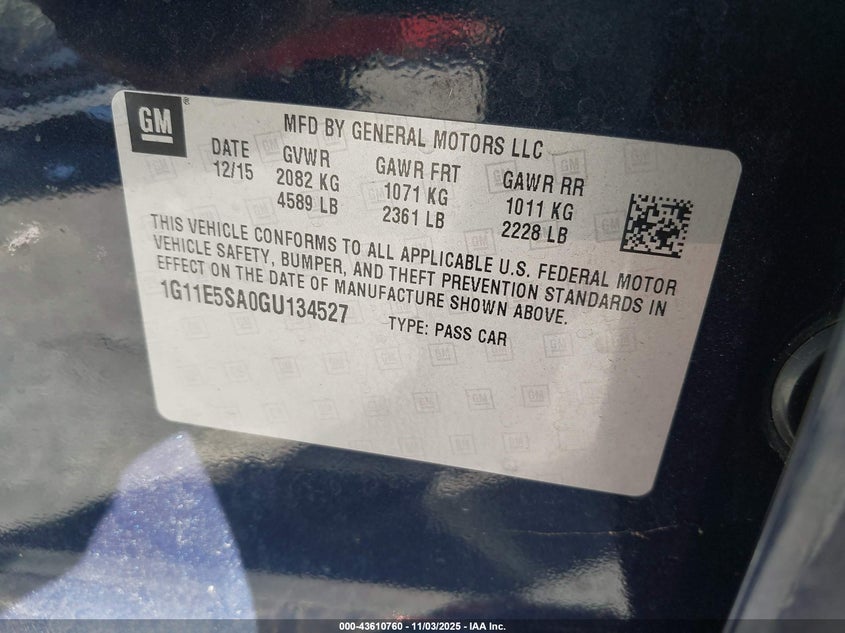 GM
MFD BY GENERAL MOTORS LLC
DATE GVWR GAWR FRT GAWR RR
12/15 2082 KG 1071 KG 1011 KG
4589 LB 2361 LB 2228 LB
THIS VEHICLE CONFORMS TO ALL APPLICABLE U.S. FEDERAL MOTOR
VEHICLE SAFETY, BUMPER, AND THEFT PREVENTION STANDARDS IN
EFFECT ON THE DATE OF MANUFACTURE SHOWN ABOVE.
1G11E5SA0GU134527 TYPE: PASS CAR
000-43610760 - 11/03/2025 - IAA Inc.